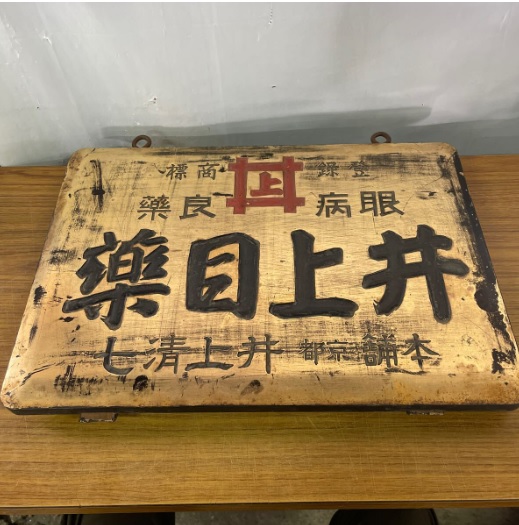 登録 上 商標
眼病良藥
井上目藥
本舗 京都 井上清七